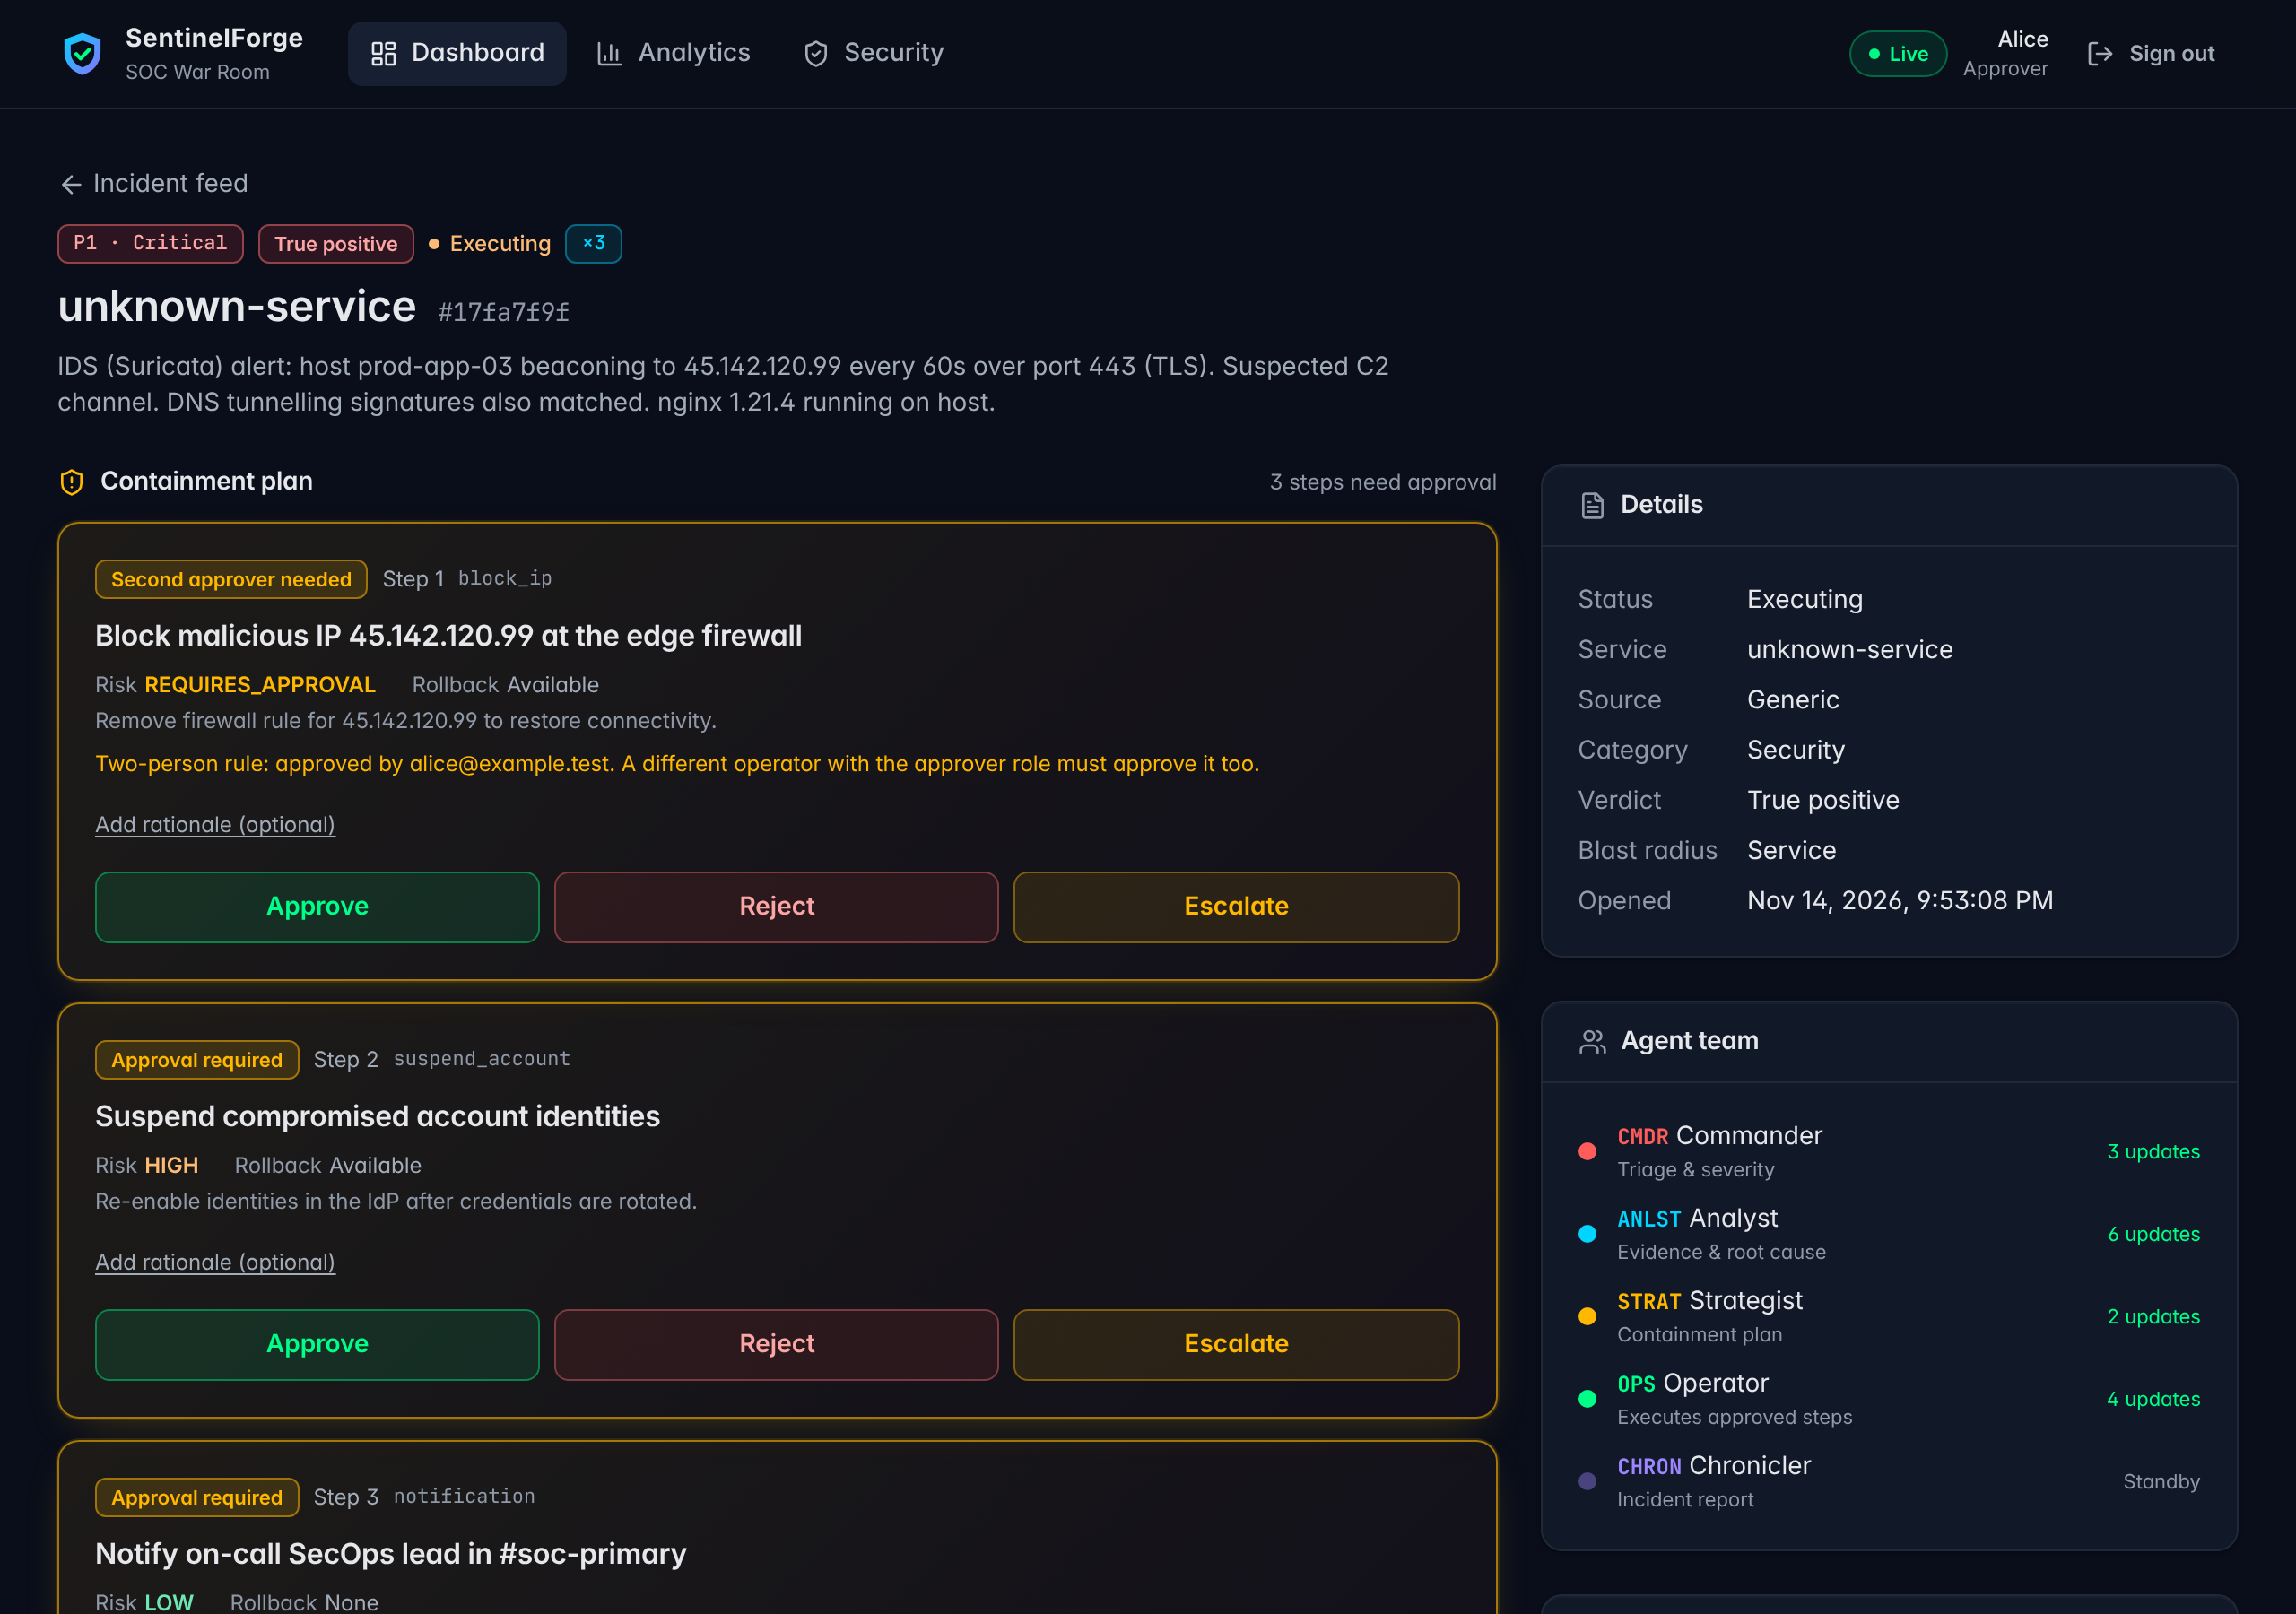 SentinelForge
SOC War Room
Dashboard
Analytics
Security
Live
Alice
Approver
Sign out
Incident feed
P1 · Critical
True positive
Executing
×3
unknown-service #17fa7f9f
IDS (Suricata) alert: host prod-app-03 beaconing to 45.142.120.99 every 60s over port 443 (TLS). Suspected C2
channel. DNS tunnelling signatures also matched. nginx 1.21.4 running on host.
Containment plan
3 steps need approval
Second approver needed Step 1 block_ip
Block malicious IP 45.142.120.99 at the edge firewall
Risk REQUIRES_APPROVAL Rollback Available
Remove firewall rule for 45.142.120.99 to restore connectivity.
Two-person rule: approved by alice@example.test. A different operator with the approver role must approve it too.
Add rationale (optional)
Approve
Reject
Escalate
Approval required Step 2 suspend_account
Suspend compromised account identities
Risk HIGH Rollback Available
Re-enable identities in the IdP after credentials are rotated.
Add rationale (optional)
Approve
Reject
Escalate
Approval required Step 3 notification
Notify on-call SecOps lead in #soc-primary
Risk LOW Rollback None
Details
Status Executing
Service unknown-service
Source Generic
Category Security
Verdict True positive
Blast radius Service
Opened Nov 14, 2026, 9:53:08 PM
Agent team
CMDR Commander
Triage & severity
3 updates
ANLST Analyst
Evidence & root cause
6 updates
STRAT Strategist
Containment plan
2 updates
OPS Operator
Executes approved steps
4 updates
CHRON Chronicler
Incident report
Standby